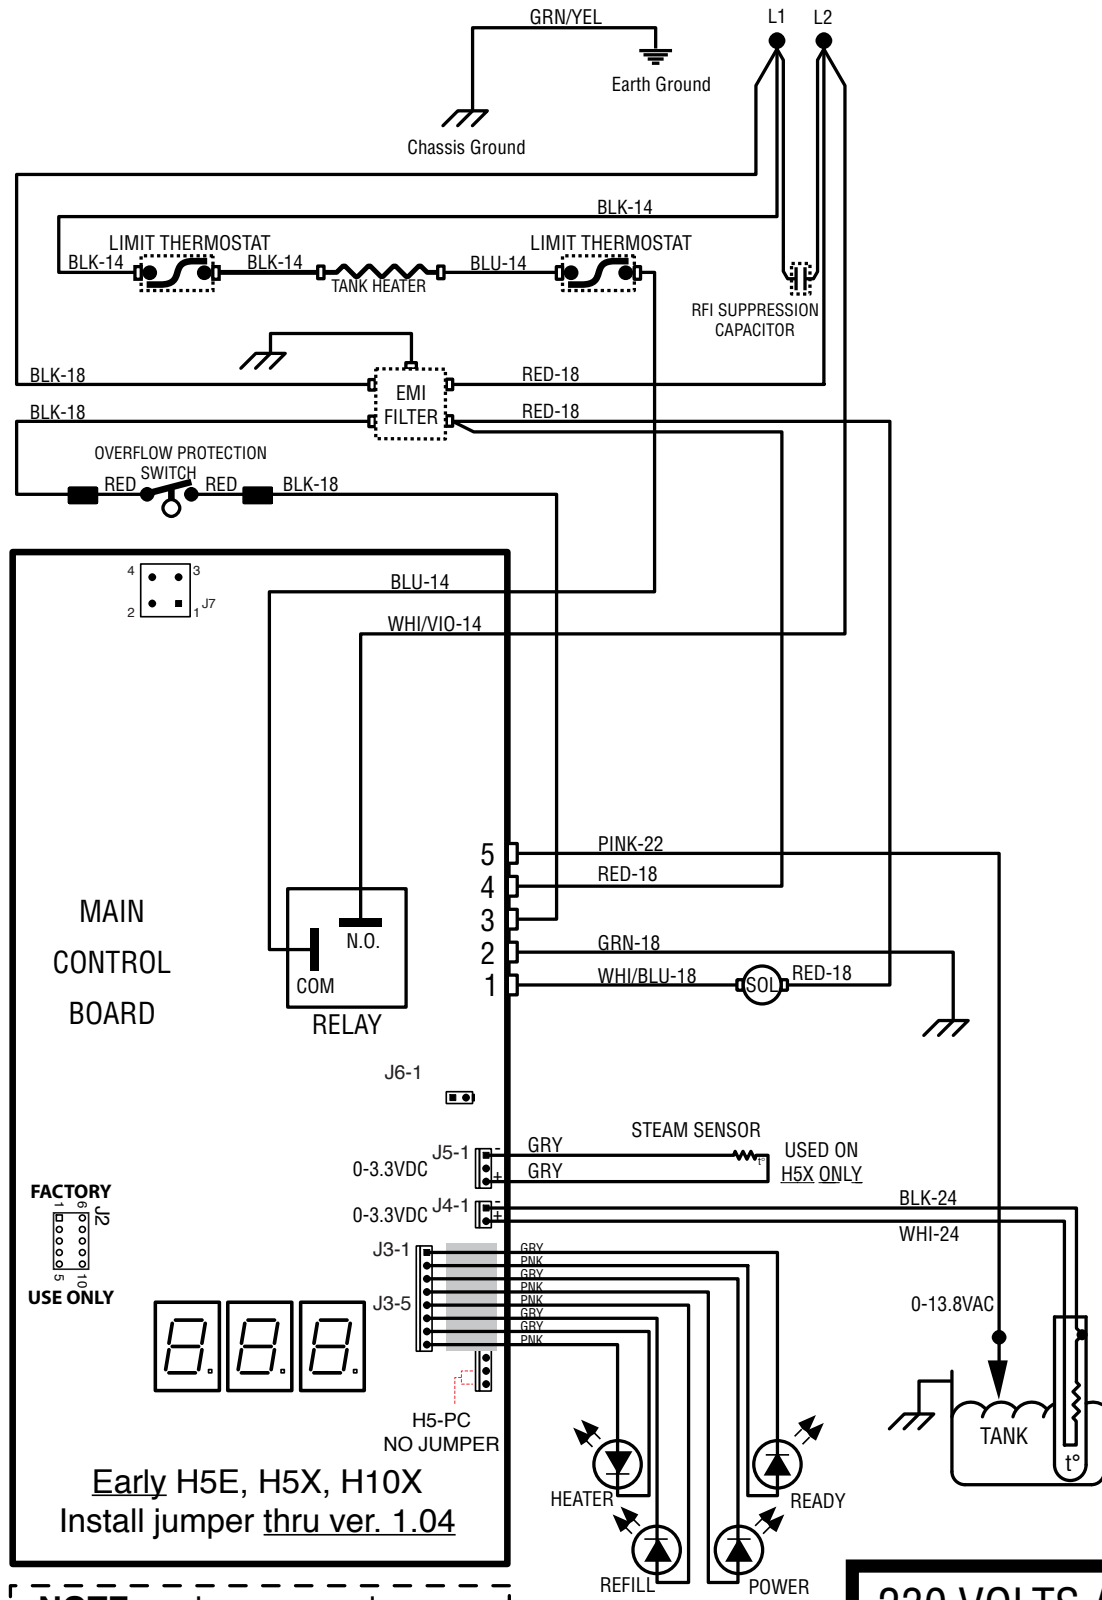 GRN/YEL
L1 L2
Earth Ground
Chassis Ground
BLK-14
LIMIT THERMOSTAT
LIMIT THERMOSTAT
BLK-14
BLK-14
BLU-14
TANK HEATER
RFI SUPPRESSION
CAPACITOR
BLK-18
RED-18
EMI
FILTER
BLK-18
RED-18
OVERFLOW PROTECTION
SWITCH
RED
RED
BLK-18
4 3
2 1 J7
BLU-14
WHI/VIO-14
5 PINK-22
4 RED-18
3
2 GRN-18
1 WHI/BLU-18
SOL
RED-18
MAIN
CONTROL
BOARD
N.O.
COM
RELAY
J6-1
STEAM SENSOR
J5-1 - GRY
t°
USED ON
H5X ONLY
0-3.3VDC
+ GRY
J4-1 -
BLK-24
0-3.3VDC
+
WHI-24
FACTORY
1 6
J2
5 10
USE ONLY
J3-1
GRY
PNK
GRY
PNK
J3-5
PNK
GRY
GRY
PNK
0-13.8VAC
8. 8. 8.
H5-PC
NO JUMPER
TANK
t°
Early H5E, H5X, H10X
Install jumper thru ver. 1.04
HEATER
READY
REFILL
POWER